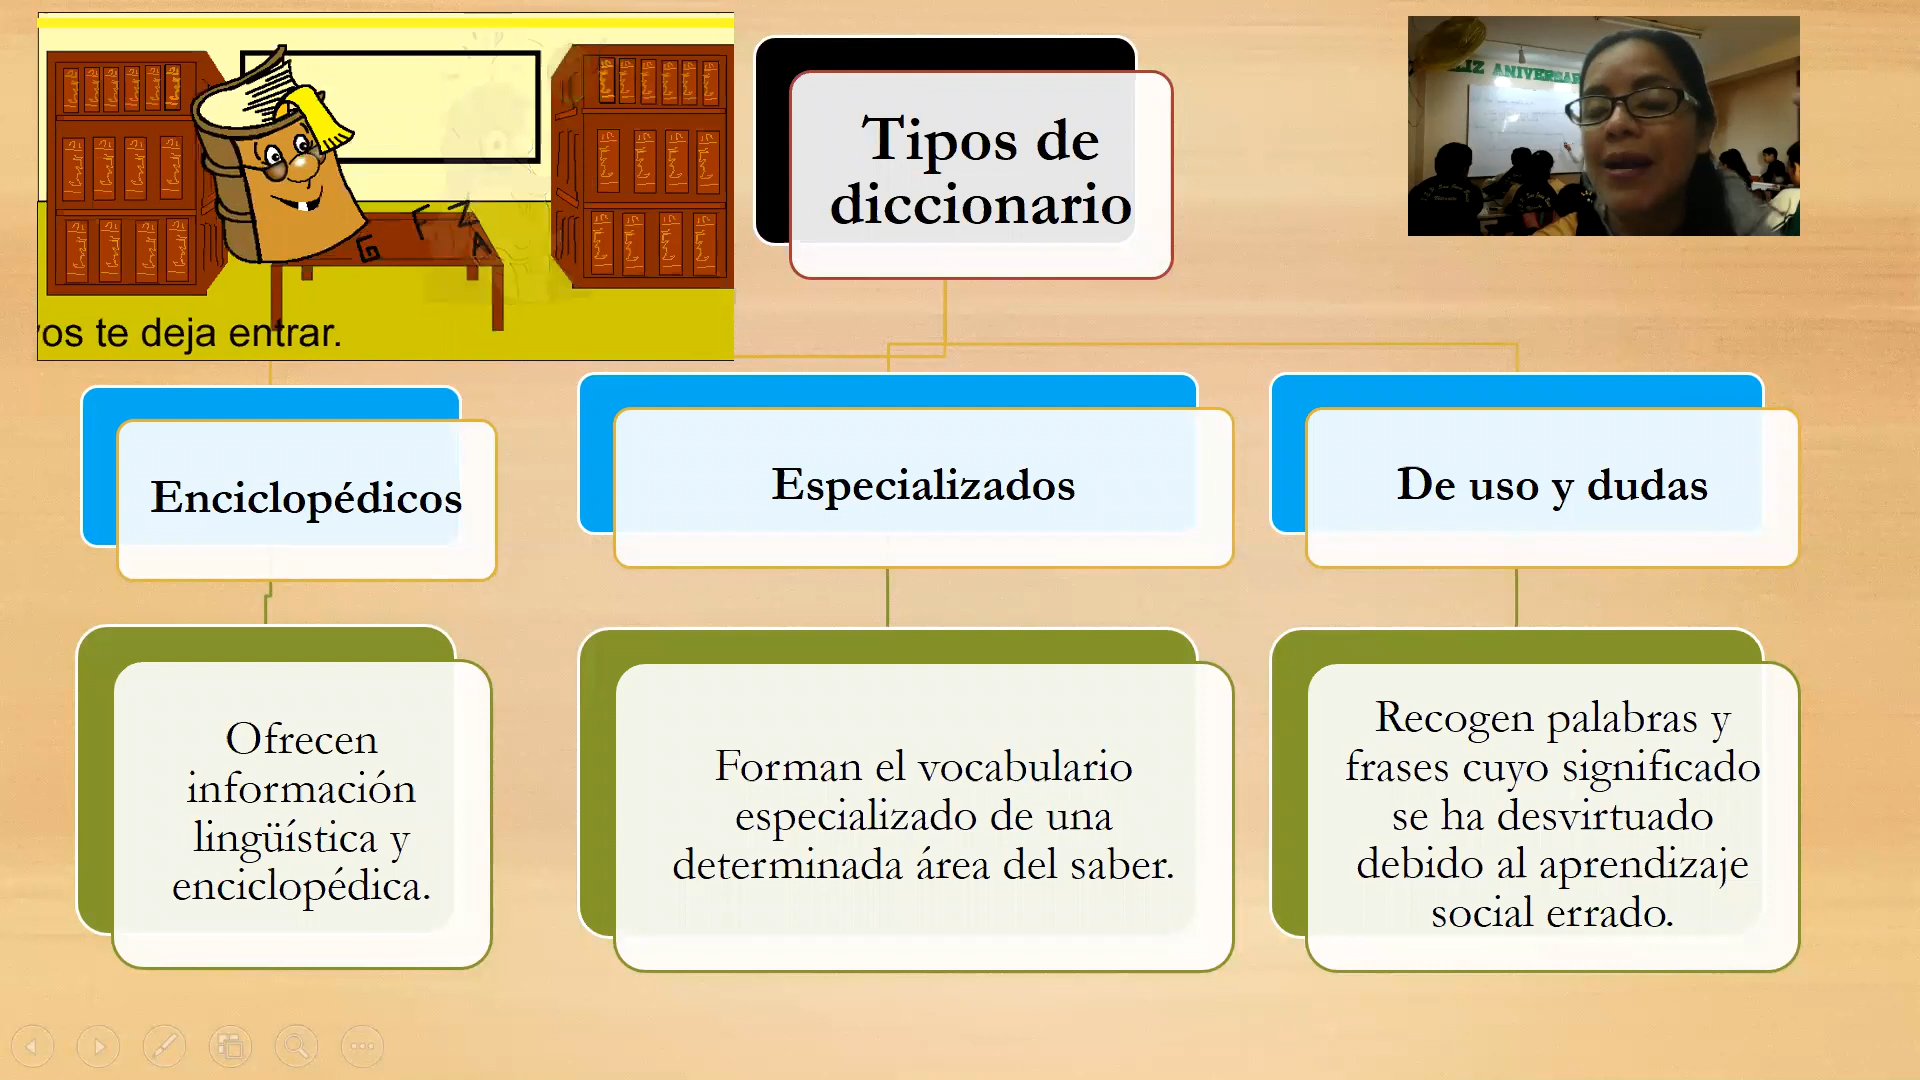 te deja entrar.
G F Z A
Tipos de
diccionario
ANIVERSAR
Enciclopédicos
Especializados
De uso y dudas
Ofrecen
información
lingüística y
enciclopédica.
Forman el vocabulario
especializado de una
determinada área del saber.
Recogen palabras y
frases cuyo significado
se ha desvirtuado
debido al aprendizaje
social errado.